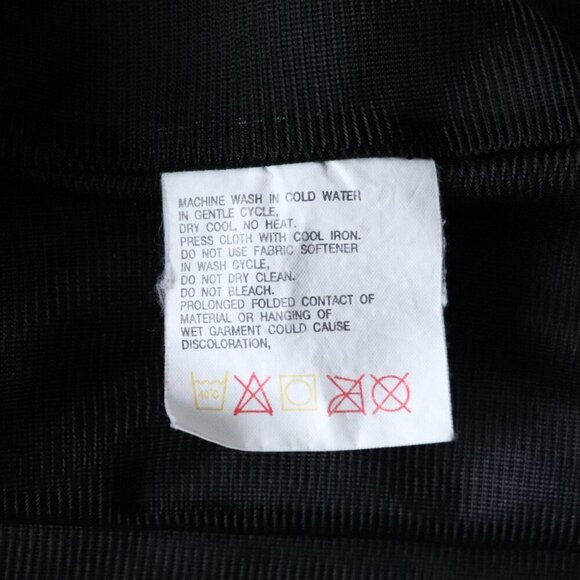 MACHINE WASH IN COLD WATER
IN GENTLE CYCLE,
DRY COOL, NO HEAT.
PRESS CLOTH WITH COOL IRON.
DO NOT USE FABRIC SOFTENER
IN WASH CYCLE,
DO NOT DRY CLEAN.
DO NOT BLEACH.
PROLONGED FOLDED CONTACT OF
MATERIAL OR HANGING OF
WET GARMENT COULD CAUSE
DISCOLORATION,
40°C